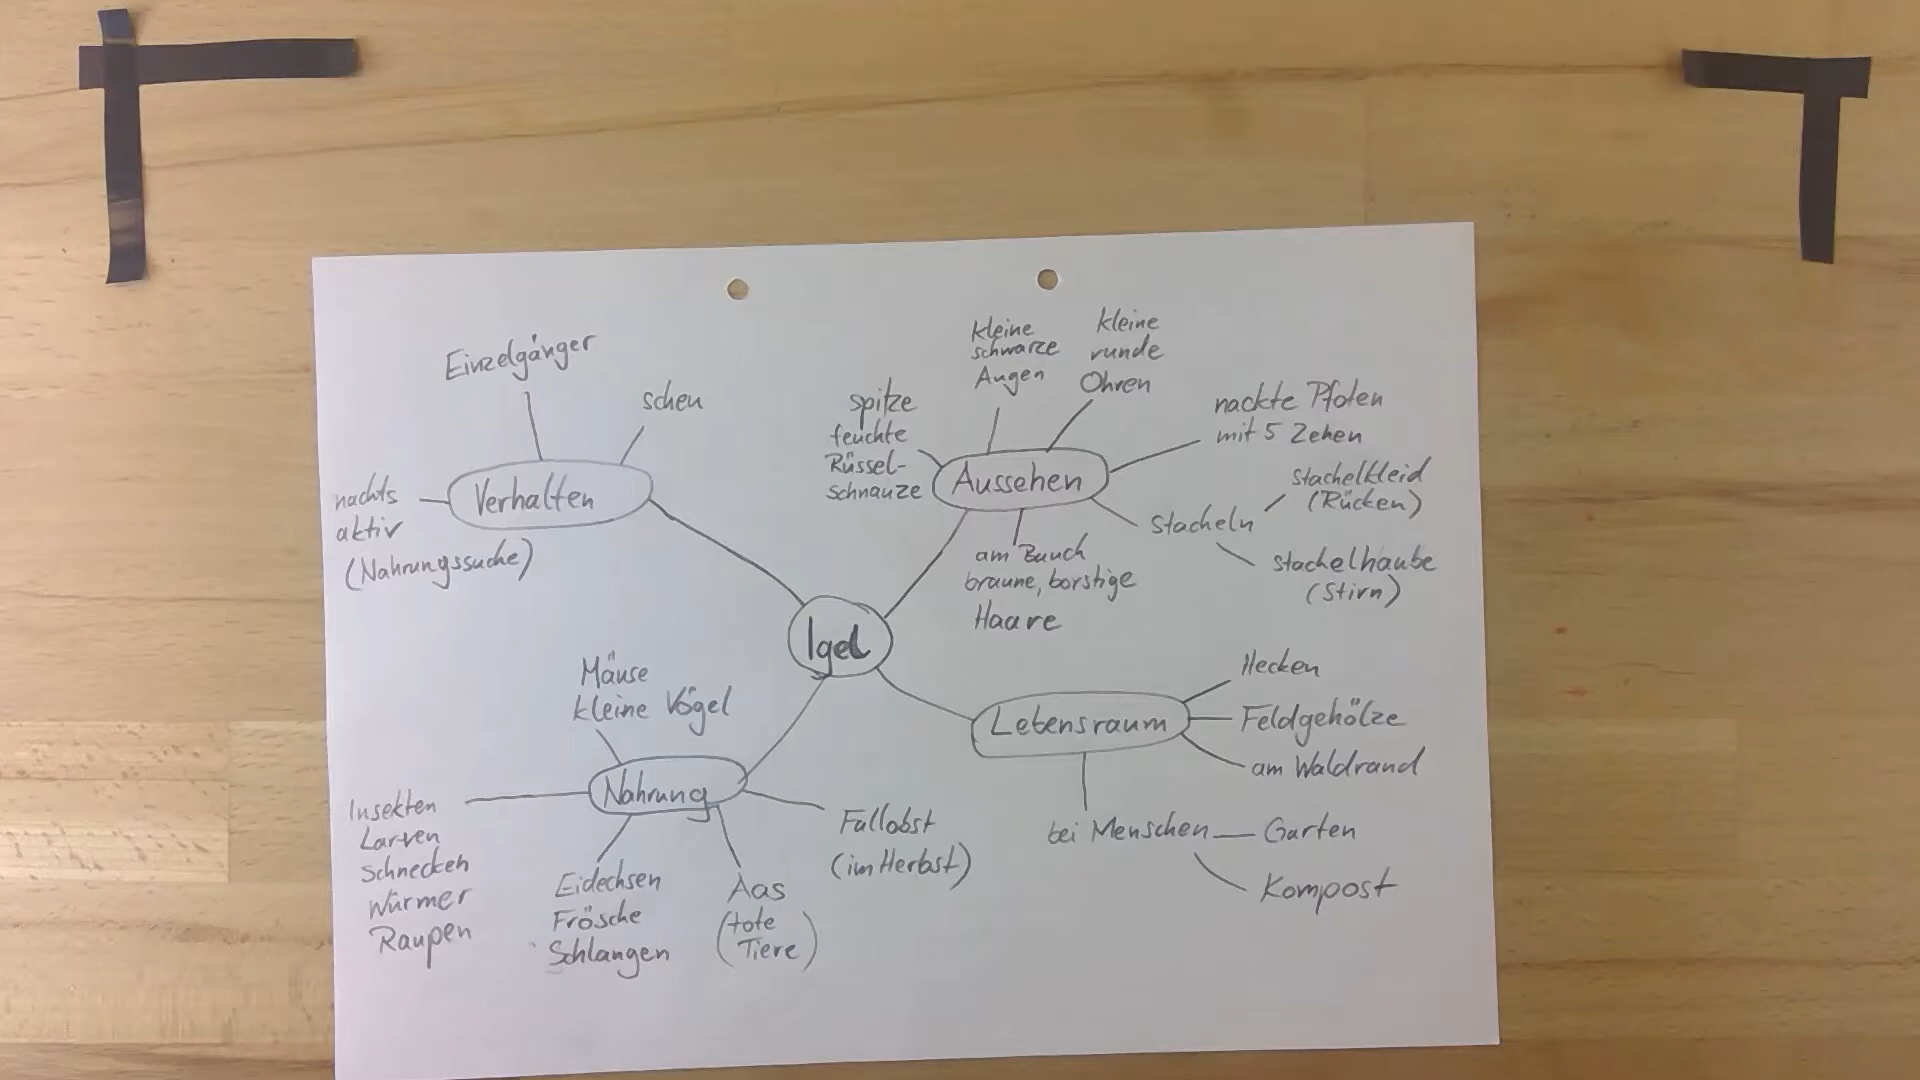 Einzelgänger
scheu
Verhalten
nachts
aktiv
(Nahrungssuche)
kleine
schwarze
Augen
kleine
runde
Ohren
spitze
feuchte
Rüssel-
schnauze
Aussehen
nackte Pfoten
mit 5 Zehen
Stacheln
Stachelkleid
(Rücken)
Stachelhaube
(Stirn)
am Bauch
braune, borstige
Haare
Igel
Mäuse
kleine Vögel
Nahrung
Insekten
Larven
Schnecken
Würmer
Raupen
Eidechsen
Frösche
Schlangen
Aas
(tote
Tiere)
Fallobst
(im Herbst)
Lebensraum
Hecken
Feldgehölze
am Waldrand
bei Menschen
Garten
Kompost